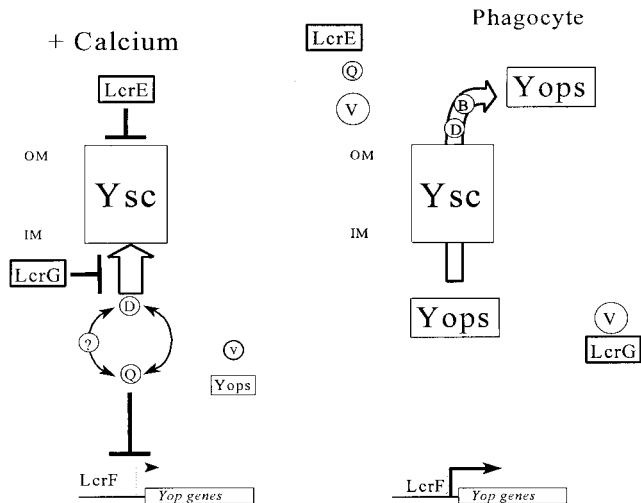 + Calcium
LcrE
OM
Ysc
IM
LcrG
D
?
Q
V
Yops
LcrF
Yop genes
Phagocyte
LcrE
Q
V
Yops
B
D
OM
Ysc
IM
Yops
V
LcrG
LcrF
Yop genes